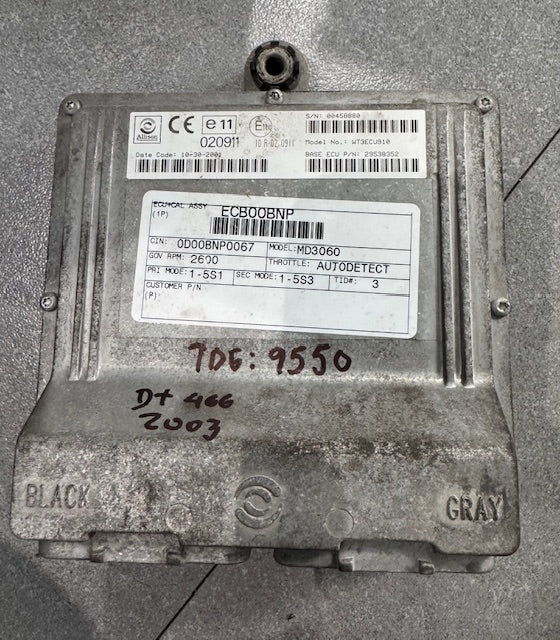 Allison
CE e11 E11
020911 10 R-02 0911
S/N: 00458880
Model No.: WT3ECU910
Date Code: 10-30-2001
BASE ECU P/N: 29538352
ECU+CAL ASSY ECB00BNP
(1P)
CIN: 0D00BNP0067 MODEL: MD3060
GOV RPM: 2600 THROTTLE: AUTODETECT
PRI MODE: 1-5S1 SEC MODE: 1-5S3 TID#: 3
CUSTOMER P/N
(P)
TDG: 9550
Dt 466
2003
BLACK GRAY